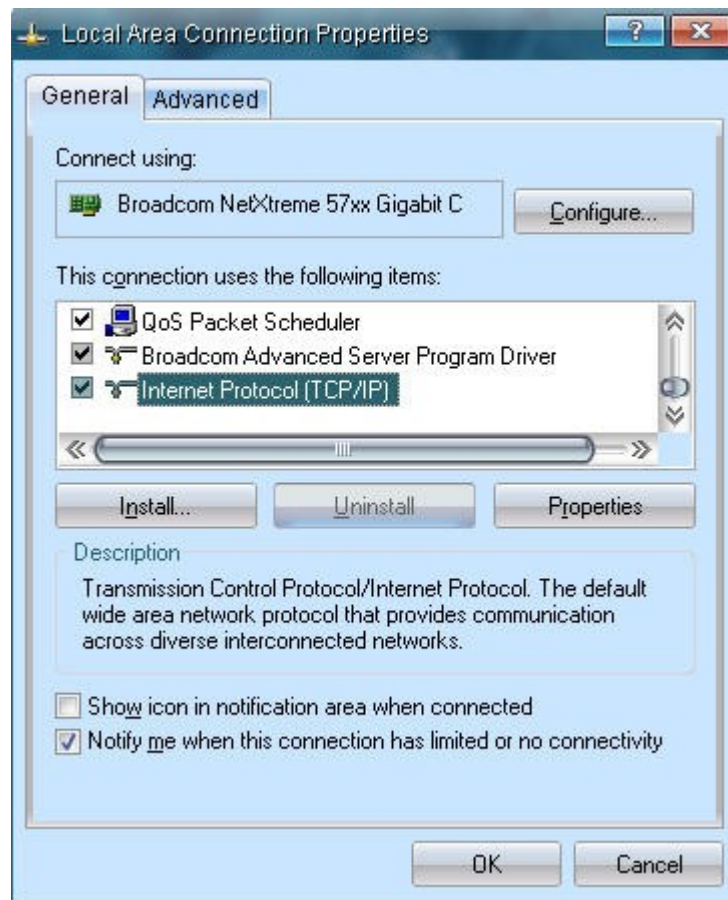 Local Area Connection Properties
?
General
Advanced
Connect using:
Broadcom NetXtreme 57xx Gigabit C
Configure...
This connection uses the following items:
QoS Packet Scheduler
Broadcom Advanced Server Program Driver
Internet Protocol (TCP/IP)
Install...
Uninstall
Properties
Description
Transmission Control Protocol/Internet Protocol. The default
wide area network protocol that provides communication
across diverse interconnected networks.
Show icon in notification area when connected
Notify me when this connection has limited or no connectivity
OK
Cancel